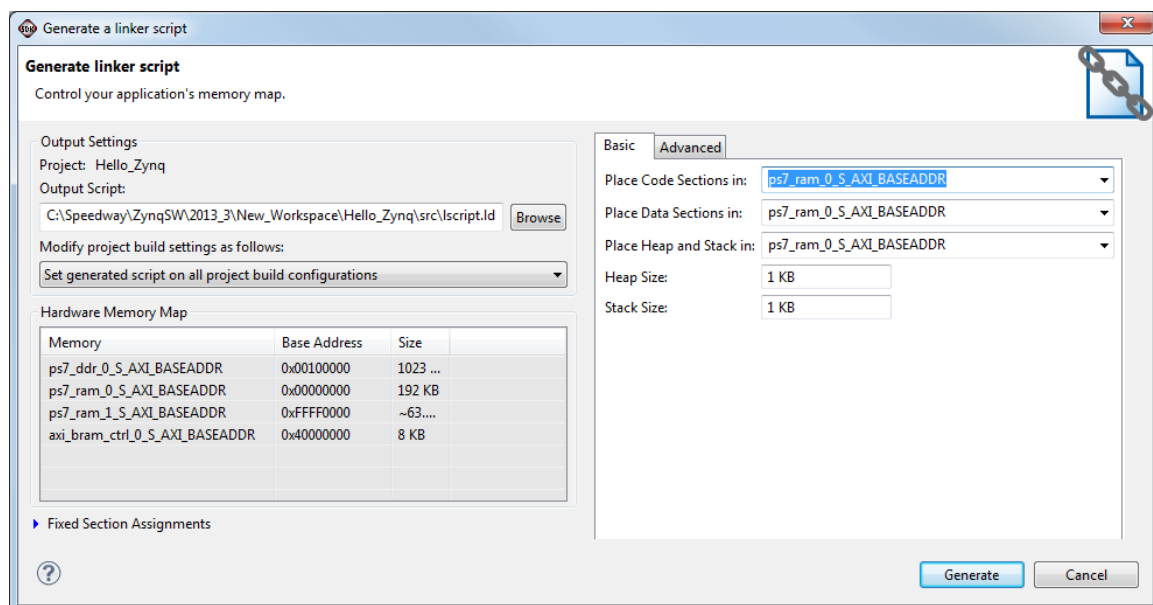 Generate a linker script
Generate linker script
Control your application's memory map.
Output Settings
Project: Hello_Zynq
Output Script:
C:\Speedway\ZynqSW\2013_3\New_Workspace\Hello_Zynq\src\lscript.ld Browse
Modify project build settings as follows:
Set generated script on all project build configurations
Hardware Memory Map
Memory Base Address Size
ps7_ddr_0_S_AXI_BASEADDR 0x00100000 1023 ...
ps7_ram_0_S_AXI_BASEADDR 0x00000000 192 KB
ps7_ram_1_S_AXI_BASEADDR 0xFFFF0000 ~63....
axi_bram_ctrl_0_S_AXI_BASEADDR 0x40000000 8 KB
Fixed Section Assignments
Basic Advanced
Place Code Sections in: ps7_ram_0_S_AXI_BASEADDR
Place Data Sections in: ps7_ram_0_S_AXI_BASEADDR
Place Heap and Stack in: ps7_ram_0_S_AXI_BASEADDR
Heap Size: 1 KB
Stack Size: 1 KB
? Generate Cancel